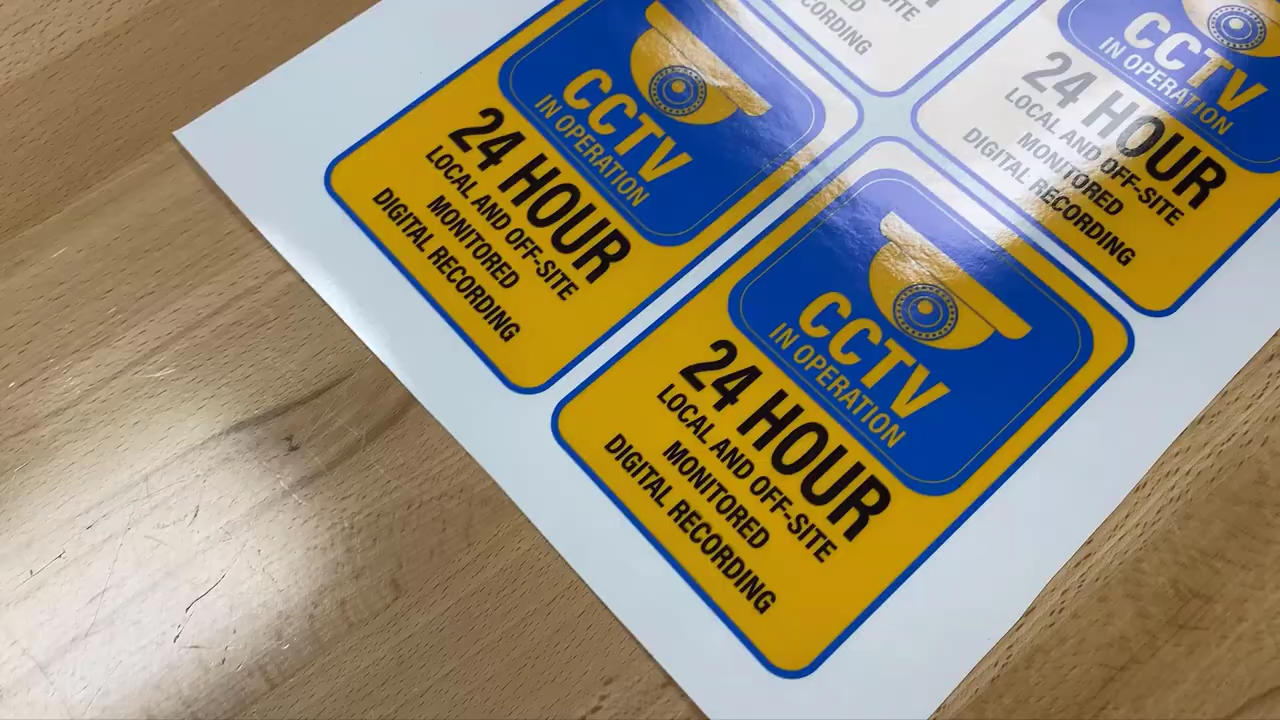 CCTV
IN OPERATION
24 HOUR
LOCAL AND OFF-SITE
MONITORED
DIGITAL RECORDING
CCTV
IN OPERATION
24 HOUR
LOCAL AND OFF-SITE
MONITORED
DIGITAL RECORDING
CCTV
IN OPERATION
24 HOUR
LOCAL AND OFF-SITE
MONITORED
DIGITAL RECORDING